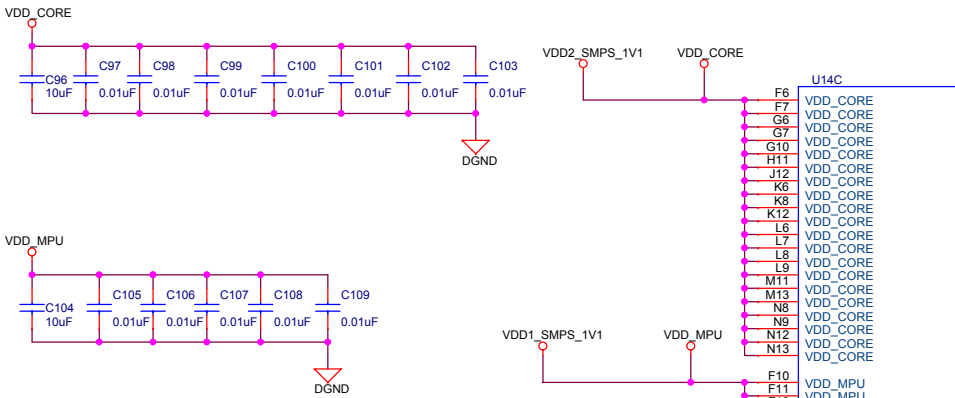 VDD_CORE
C96
10uF
C97
0.01uF
C98
0.01uF
C99
0.01uF
C100
0.01uF
C101
0.01uF
C102
0.01uF
C103
0.01uF
DGND
VDD_MPU
C104
10uF
C105
0.01uF
C106
0.01uF
C107
0.01uF
C108
0.01uF
C109
0.01uF
DGND
VDD2_SMPS_1V1
VDD_CORE
U14C
F6 VDD_CORE
F7 VDD_CORE
G6 VDD_CORE
G7 VDD_CORE
G10 VDD_CORE
H11 VDD_CORE
J12 VDD_CORE
K6 VDD_CORE
K8 VDD_CORE
K12 VDD_CORE
L6 VDD_CORE
L7 VDD_CORE
L8 VDD_CORE
L9 VDD_CORE
M11 VDD_CORE
M13 VDD_CORE
N8 VDD_CORE
N9 VDD_CORE
N12 VDD_CORE
N13 VDD_CORE
VDD1_SMPS_1V1
VDD_MPU
F10 VDD_MPU
F11 VDD_MPU